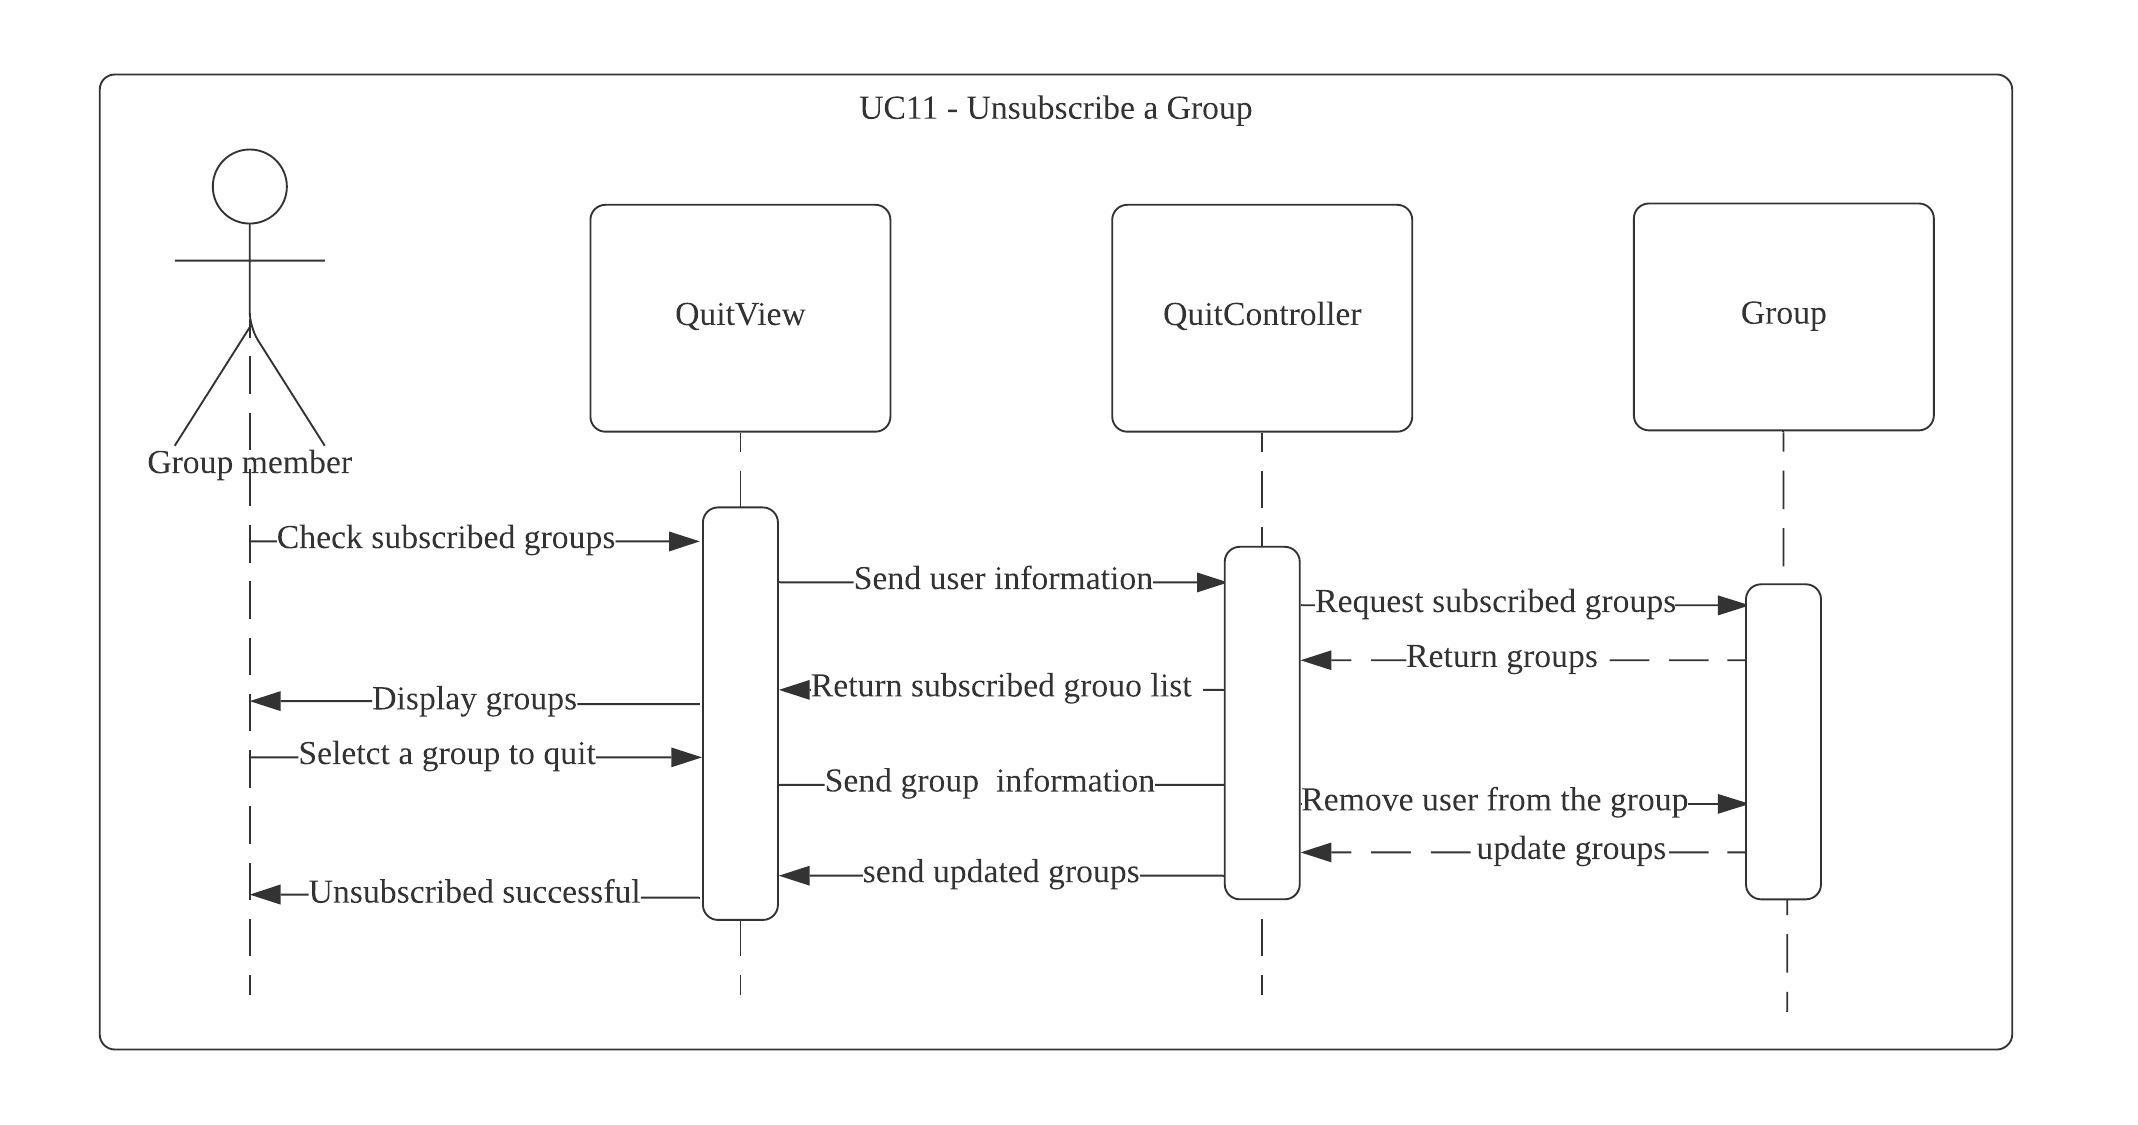 UC11 - Unsubscribe a Group
QuitView
QuitController
Group
Group member
Check subscribed groups
Send user information
Request subscribed groups
Return groups
Return subscribed grouo list
Display groups
Seletct a group to quit
Send group  information
Remove user from the group
update groups
send updated groups
Unsubscribed successful